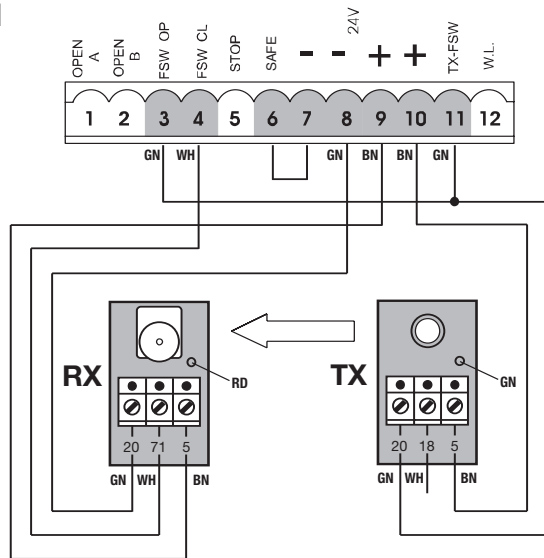 OPEN A
OPEN B
FSW OP
FSW CL
STOP
SAFE
-
-
24V
+
+
TX-FSW
W.L.
1 2 3 4 5 6 7 8 9 10 11 12
GN WH GN BN BN GN
RX
RD
TX
GN
20 71 5
GN WH BN
20 18 5
GN WH BN